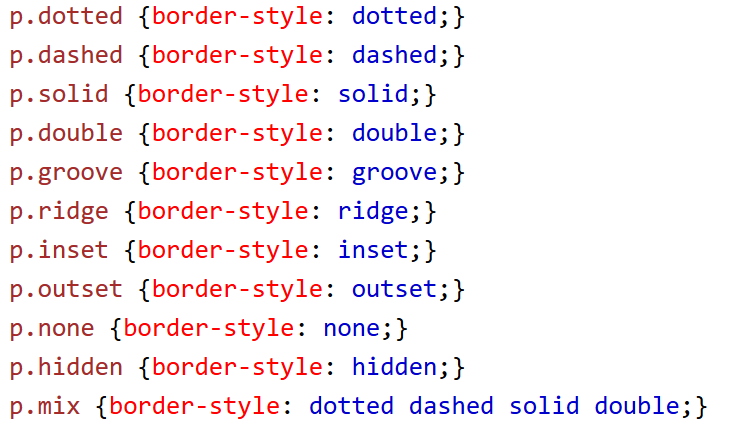 p.dotted {border-style: dotted;}
p.dashed {border-style: dashed;}
p.solid {border-style: solid;}
p.double {border-style: double;}
p.groove {border-style: groove;}
p.ridge {border-style: ridge;}
p.inset {border-style: inset;}
p.outset {border-style: outset;}
p.none {border-style: none;}
p.hidden {border-style: hidden;}
p.mix {border-style: dotted dashed solid double;}